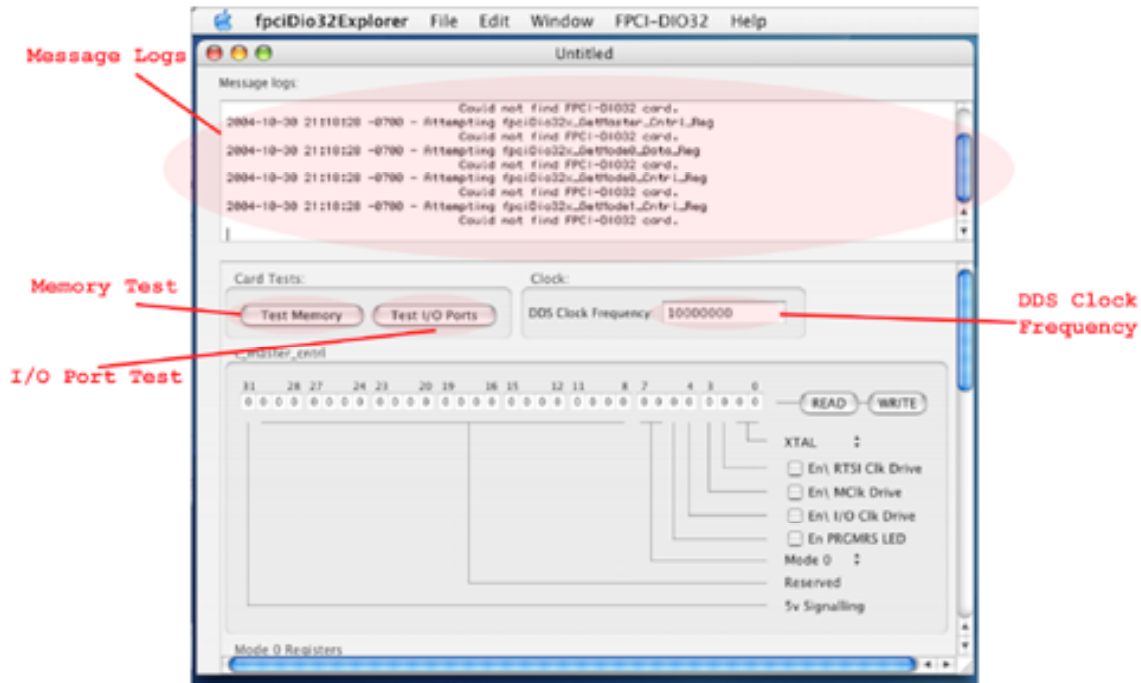 fpciDio32Explorer File Edit Window FPCI-DIO32 Help
Untitled
Message Logs
Message logs:
Could not find FPCI-DIO32 card.
2004-10-30 21:18:28 -0700 - Attempting fpciDio32x_GetMaster_Cntrl_Reg
Could not find FPCI-DIO32 card.
2004-10-30 21:18:28 -0700 - Attempting fpciDio32x_GetMode0_Data_Reg
Could not find FPCI-DIO32 card.
2004-10-30 21:18:28 -0700 - Attempting fpciDio32x_GetMode0_Cntrl_Reg
Could not find FPCI-DIO32 card.
2004-10-30 21:18:28 -0700 - Attempting fpciDio32x_GetMode1_Cntrl_Reg
Could not find FPCI-DIO32 card.
Card Tests:
Clock:
Memory Test
Test Memory Test I/O Ports
DDS Clock Frequency: 10000000
DDS Clock
Frequency
I/O Port Test
c_master_cntrl
31 28 27 24 23 20 19 16 15 12 11 8 7 4 3 0
0 0 0 0 0 0 0 0 0 0 0 0 0 0 0 0 0 0 0 0 0 0 0 0 0 0 0 0 0 0 0 0
READ WRITE
XTAL
En\ RTSI Clk Drive
En\ MClk Drive
En\ I/O Clk Drive
En PRGMRS LED
Mode 0
Reserved
5v Signalling
Mode 0 Registers